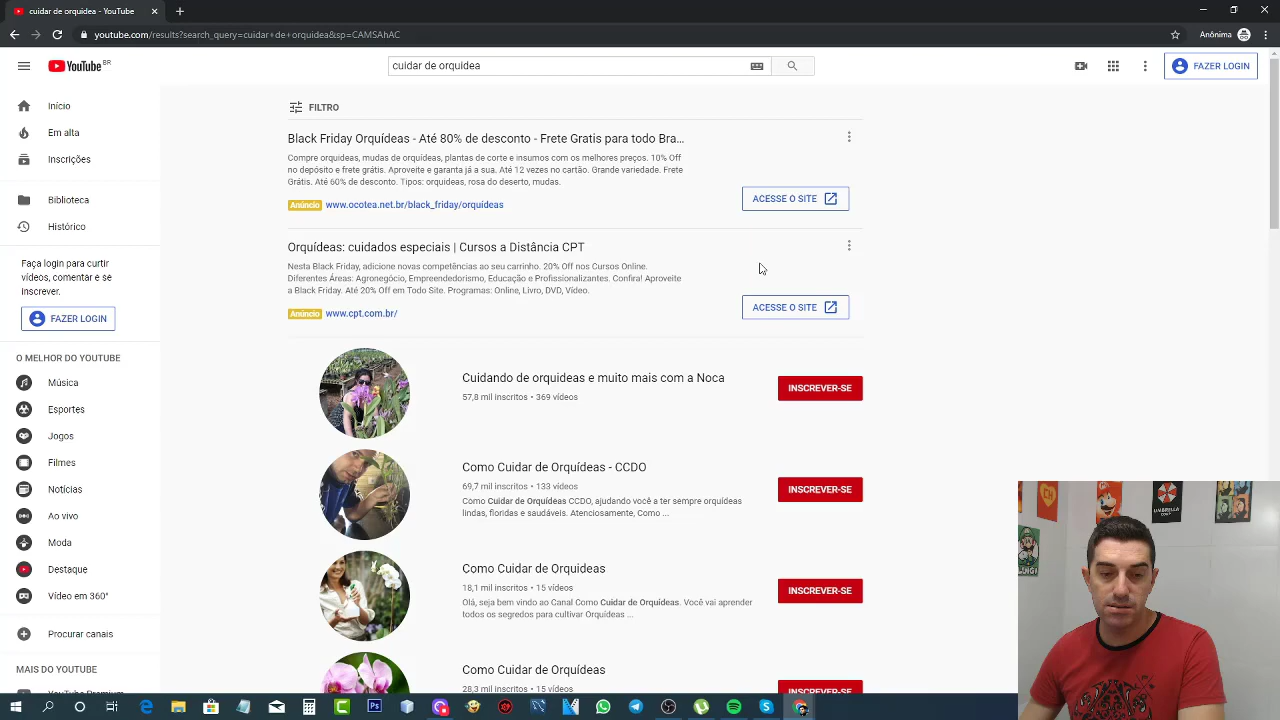 cuidar de orquídea - YouTube
youtube.com/results?search_query=cuidar+de+orquidea&sp=CAMSAhAC
Anônima
YouTube BR
cuidar de orquidea
FAZER LOGIN
Início
Em alta
Inscrições
Biblioteca
Histórico
Faça login para curtir
vídeos, comentar e se
inscrever.
FAZER LOGIN
O MELHOR DO YOUTUBE
Música
Esportes
Jogos
Filmes
Notícias
Ao vivo
Moda
Destaque
Vídeo em 360°
Procurar canais
MAIS DO YOUTUBE
YouTube Premium
FILTRO
Black Friday Orquídeas - Até 80% de desconto - Frete Gratis para todo Bra...
Compre orquídeas, mudas de orquídeas, plantas de corte e insumos com os melhores preços. 10% Off
no depósito e frete grátis. Aproveite e garanta já a sua. Até 12 vezes no cartão. Grande variedade. Frete
Grátis. Até 60% de desconto. Tipos: orquídeas, rosa do deserto, mudas.
Anúncio www.ocotea.net.br/black_friday/orquídeas
ACESSE O SITE
Orquídeas: cuidados especiais | Cursos a Distância CPT
Nesta Black Friday, adicione novas competências ao seu carrinho. 20% Off nos Cursos Online.
Diferentes Áreas: Agronegócio, Empreendedorismo, Educação e Profissionalizantes. Confira! Aproveite
a Black Friday. Até 20% Off em Todo Site. Programas: Online, Livro, DVD, Vídeo.
Anúncio www.cpt.com.br/
ACESSE O SITE
Cuidando de orquideas e muito mais com a Noca
57,8 mil inscritos • 369 vídeos
INSCREVER-SE
Como Cuidar de Orquídeas - CCDO
69,7 mil inscritos • 133 vídeos
Como Cuidar de Orquídeas CCDO, ajudando você a ter sempre orquídeas
lindas, floridas e saudáveis. Atenciosamente, Como ...
INSCREVER-SE
Como Cuidar de Orquideas
18,1 mil inscritos • 15 vídeos
Olá, seja bem vindo ao Canal Como Cuidar de Orquídeas. Você vai aprender
todos os segredos para cultivar Orquídeas ...
INSCREVER-SE
Como Cuidar de Orquídeas
28,3 mil inscritos • 15 vídeos
INSCREVER-SE
UMBRELLA
LUIGI